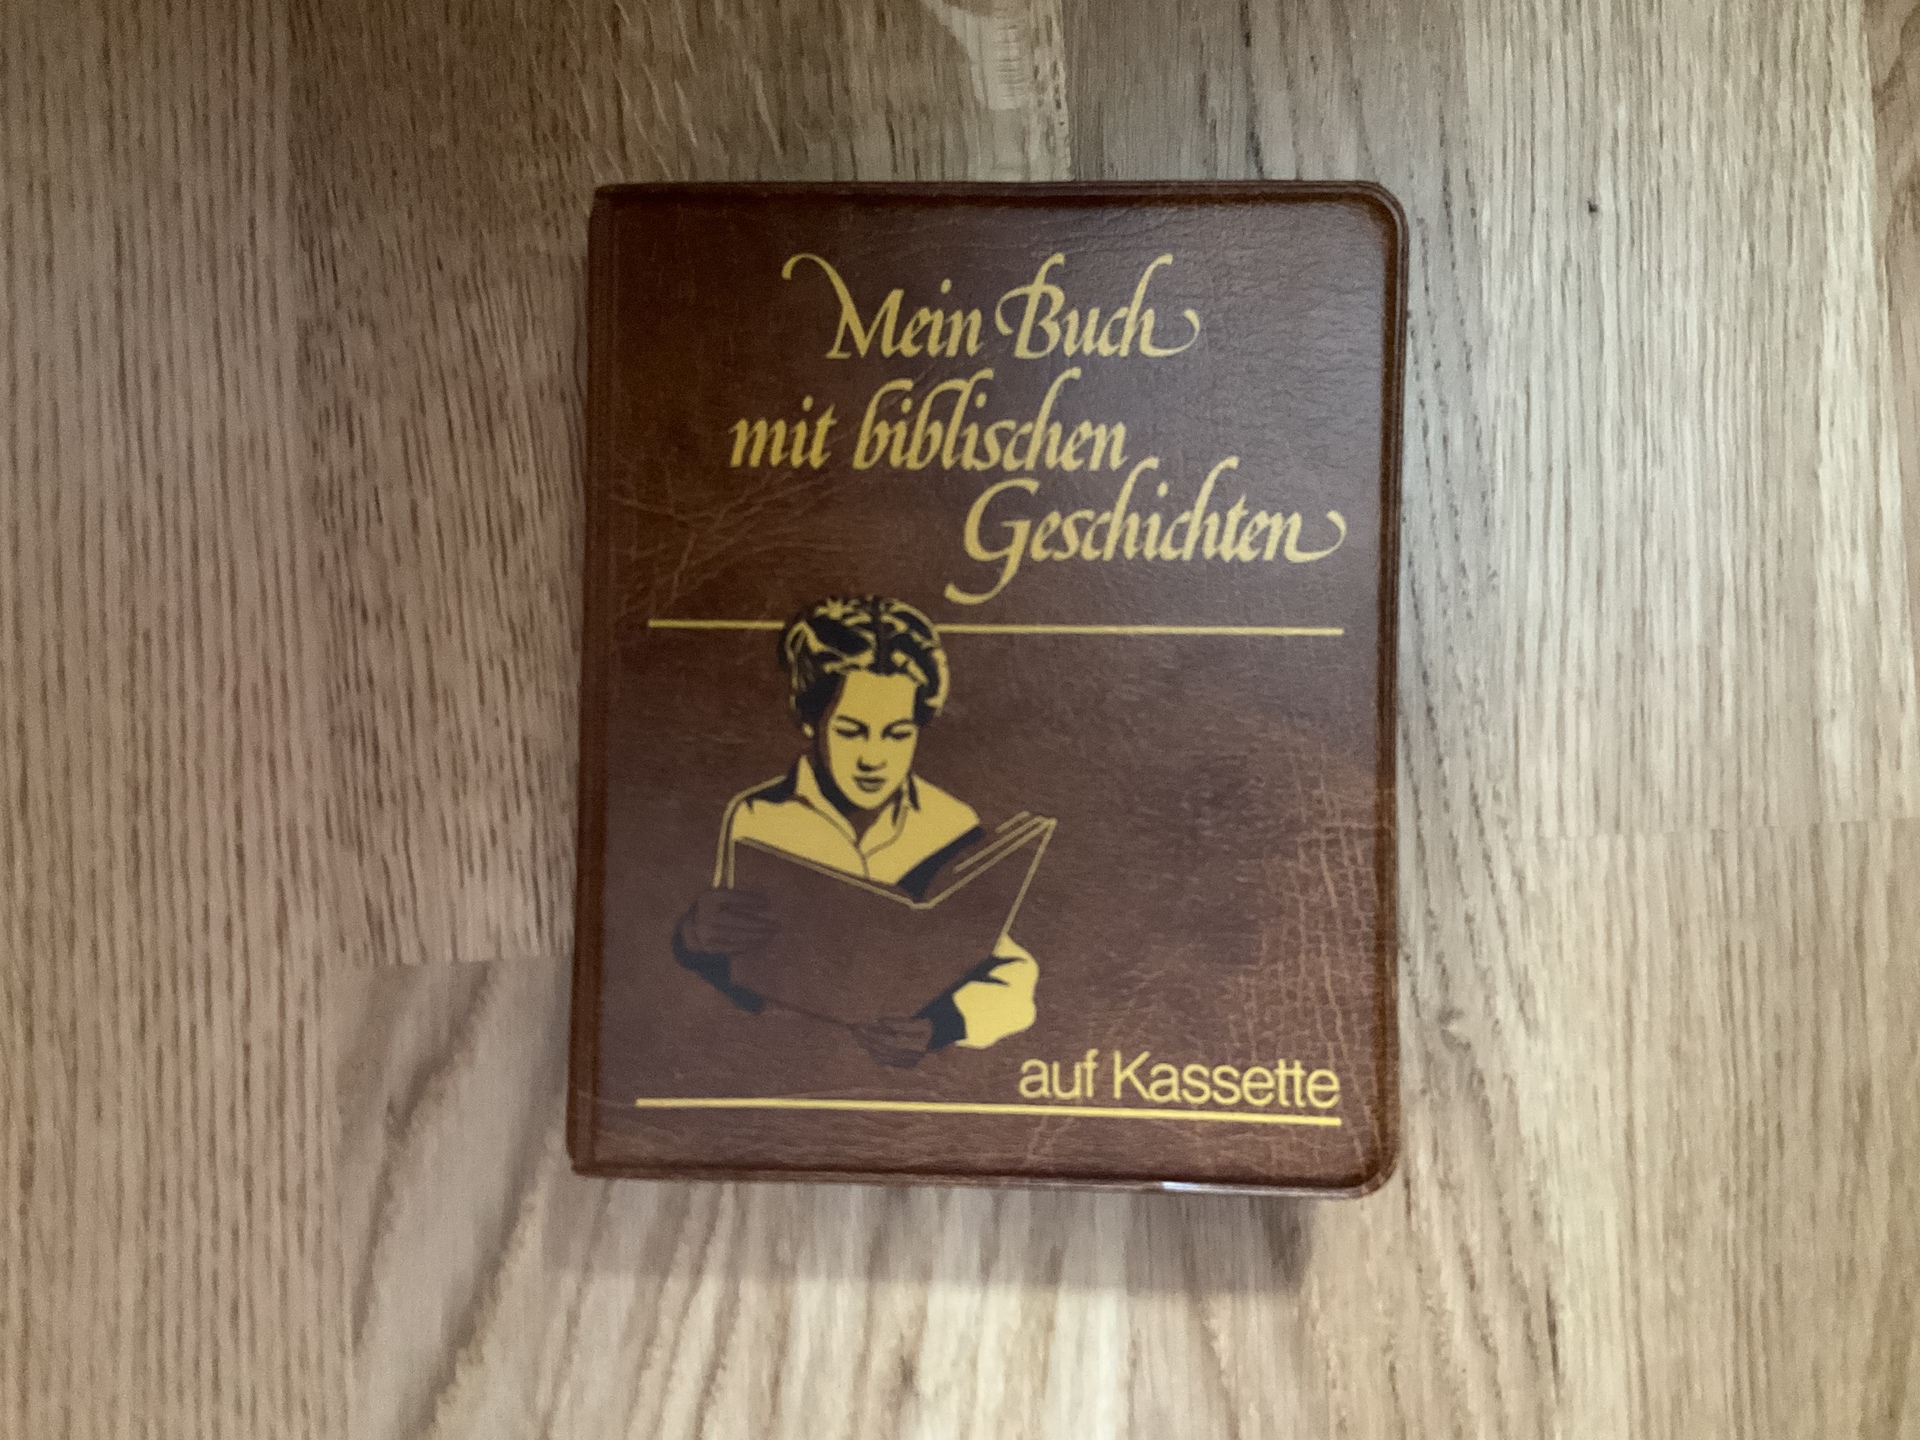 Mein Buch
mit biblischen
Geschichten
auf Kassette